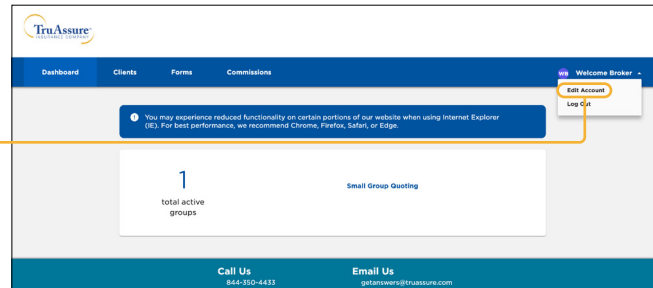 TruAssure
INSURANCE COMPANY
Dashboard Clients Forms Commissions WB Welcome Broker
Edit Account
Log Out
You may experience reduced functionality on certain portions of our website when using Internet Explorer
(IE). For best performance, we recommend Chrome, Firefox, Safari, or Edge.
1
total active
groups
Small Group Quoting
Call Us
844-350-4433
Email Us
getanswers@truassure.com